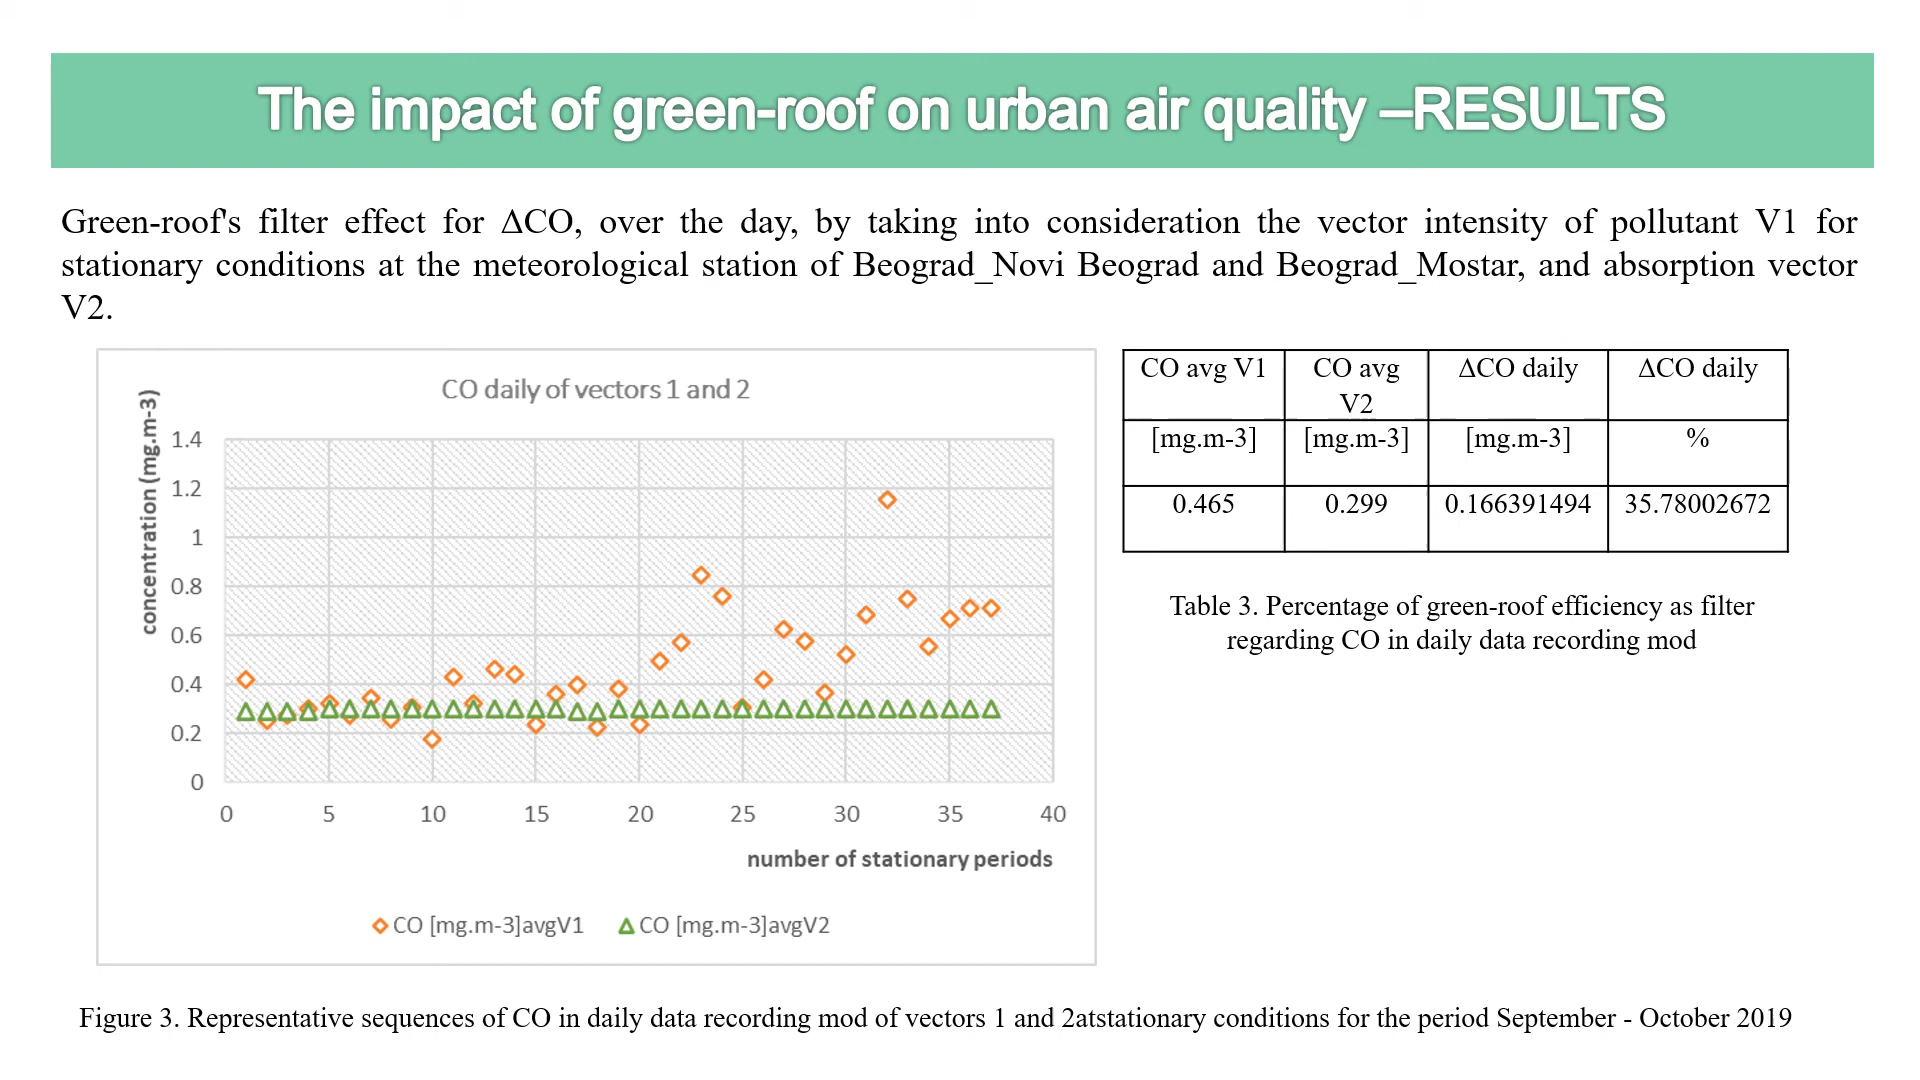 The impact of green-roof on urban air quality –RESULTS
Green-roof's filter effect for ΔCO, over the day, by taking into consideration the vector intensity of pollutant V1 for
stationary conditions at the meteorological station of Beograd_Novi Beograd and Beograd_Mostar, and absorption vector
V2.
CO daily of vectors 1 and 2
concentration (mg.m-3)
1.4
1.2
1
0.8
0.6
0.4
0.2
0
0 5 10 15 20 25 30 35 40
number of stationary periods
CO [mg.m-3]avgV1 CO [mg.m-3]avgV2
CO avg V1 CO avg ΔCO daily ΔCO daily
V2
[mg.m-3] [mg.m-3] [mg.m-3] %
0.465 0.299 0.166391494 35.78002672
Table 3. Percentage of green-roof efficiency as filter
regarding CO in daily data recording mod
Figure 3. Representative sequences of CO in daily data recording mod of vectors 1 and 2atstationary conditions for the period September - October 2019